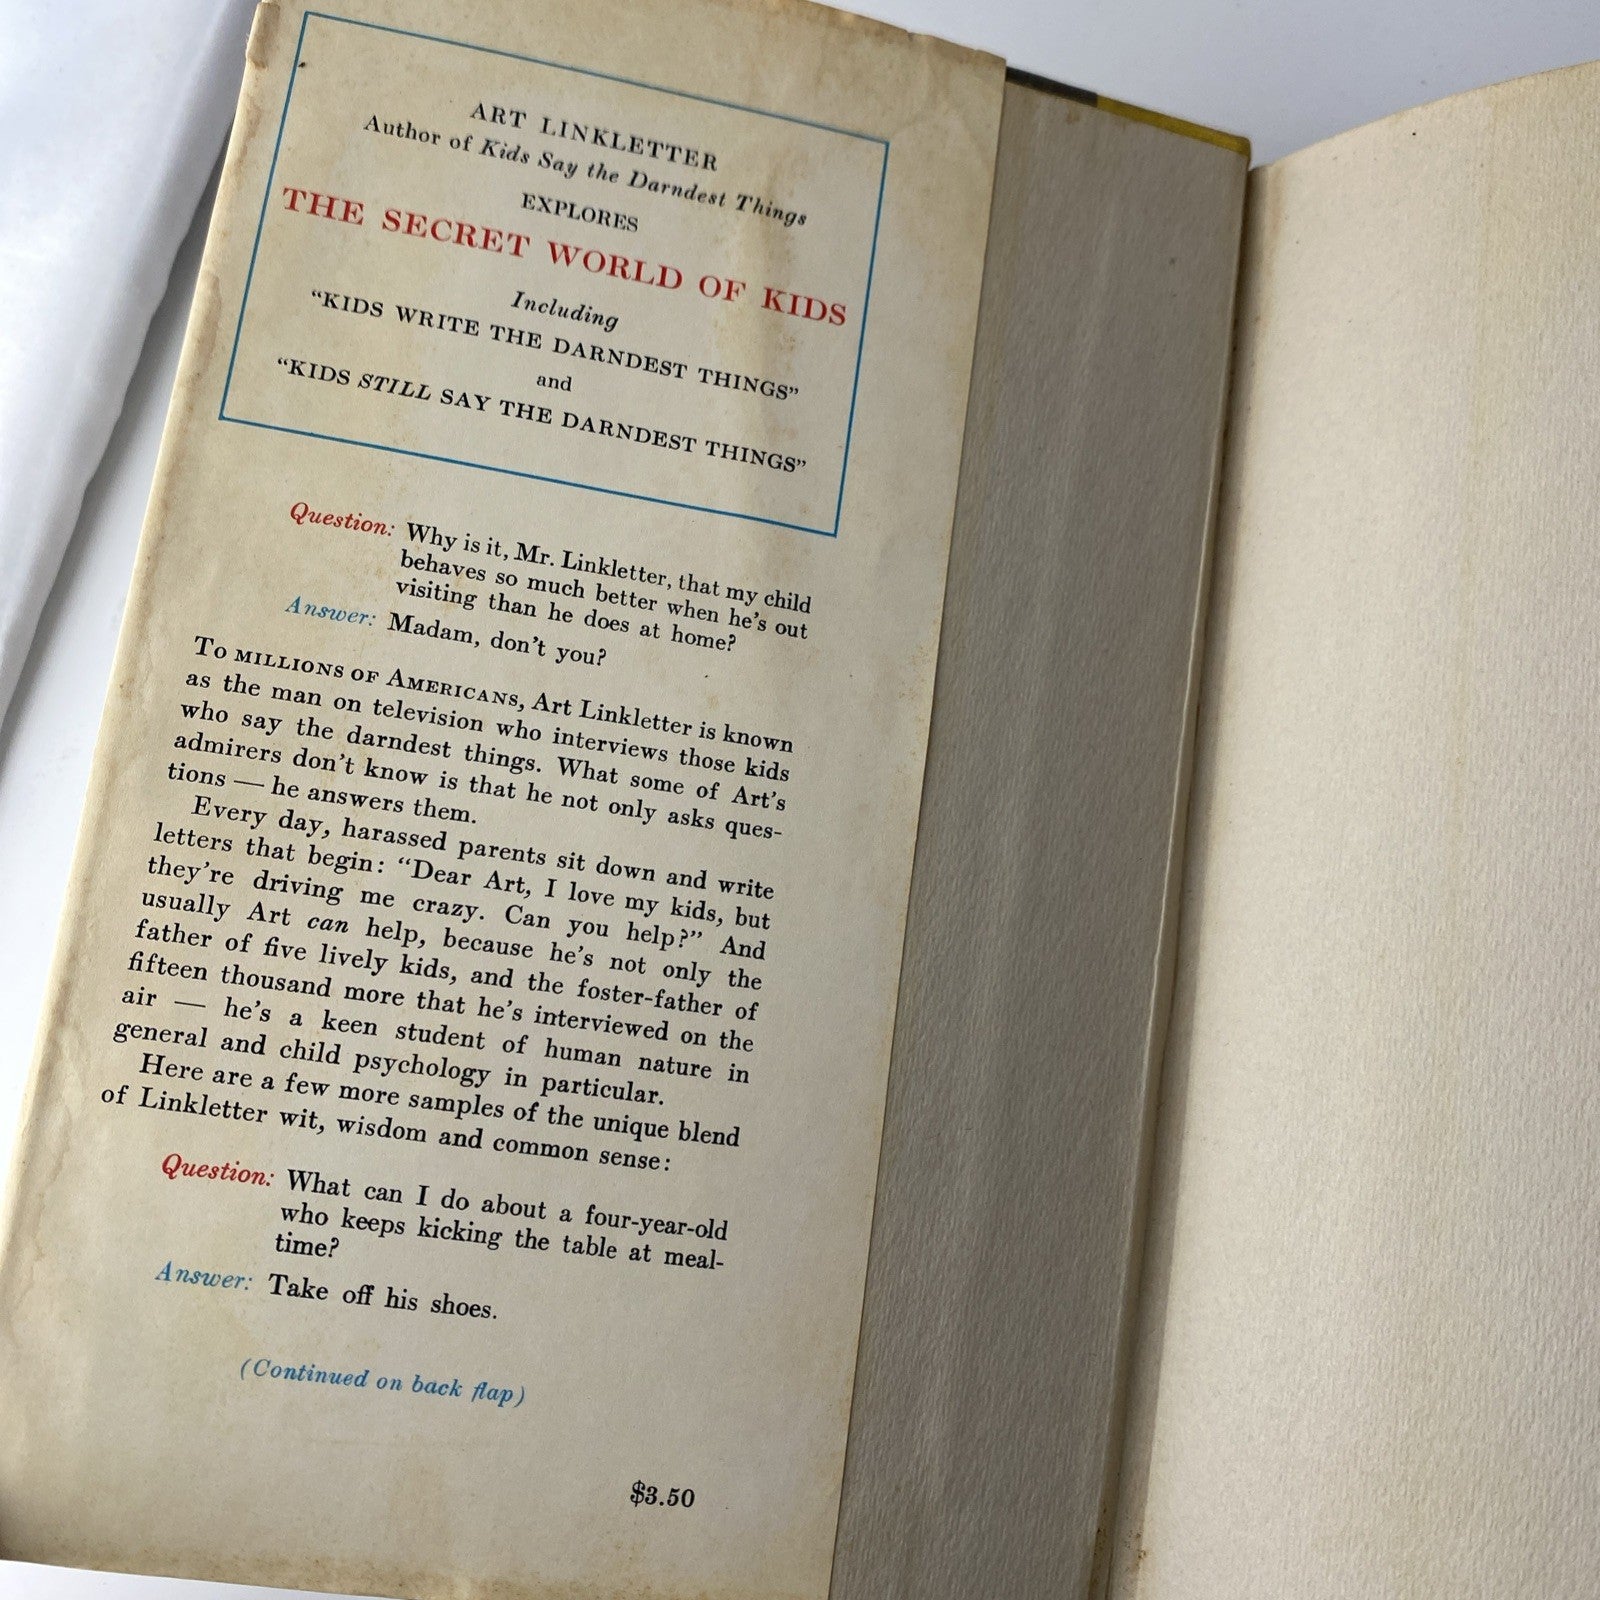 ART LINKLETTER
Author of Kids Say the Darndest Things
EXPLORES
THE SECRET WORLD OF KIDS
Including
“KIDS WRITE THE DARNDEST THINGS”
and
“KIDS STILL SAY THE DARNDEST THINGS”
Question: Why is it, Mr. Linkletter, that my child
behaves so much better when he’s out
visiting than he does at home?
Answer: Madam, don’t you?
TO MILLIONS OF AMERICANS, Art Linkletter is known
as the man on television who interviews those kids
who say the darndest things. What some of Art’s
admirers don’t know is that he not only asks ques-
tions — he answers them.
Every day, harassed parents sit down and write
letters that begin: “Dear Art, I love my kids, but
they’re driving me crazy. Can you help?” And
usually Art can help, because he’s not only the
father of five lively kids, and the foster-father of
fifteen thousand more that he’s interviewed on the
air — he’s a keen student of human nature in
general and child psychology in particular.
Here are a few more samples of the unique blend
of Linkletter wit, wisdom and common sense:
Question: What can I do about a four-year-old
who keeps kicking the table at meal-
time?
Answer: Take off his shoes.
(Continued on back flap)
$3.50